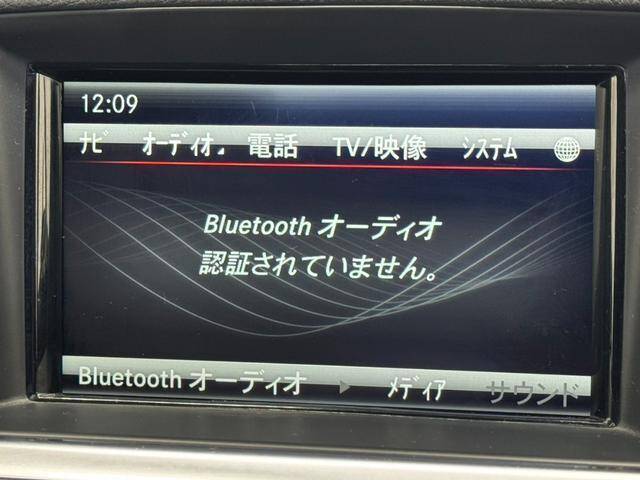 12:09
ﾅﾋﾞ ｵｰﾃﾞｨｵ 電話 TV/映像 ｼｽﾃﾑ
Bluetooth オーディオ
認証されていません。
Bluetooth オーディオ ▶ ﾒﾃﾞｨｱ サウンド